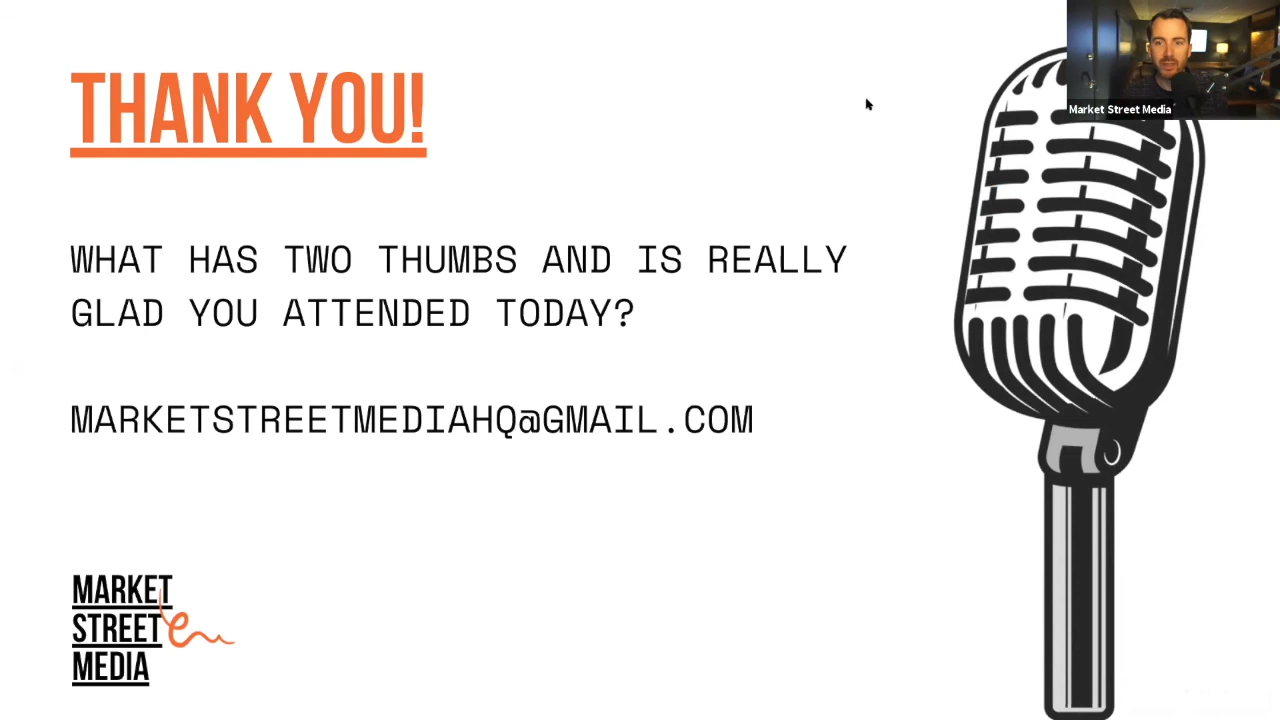 THANK YOU!
Market Street Media
WHAT HAS TWO THUMBS AND IS REALLY
GLAD YOU ATTENDED TODAY?
MARKETSTREETMEDIAHQ@GMAIL.COM
MARKET
STREET
MEDIA